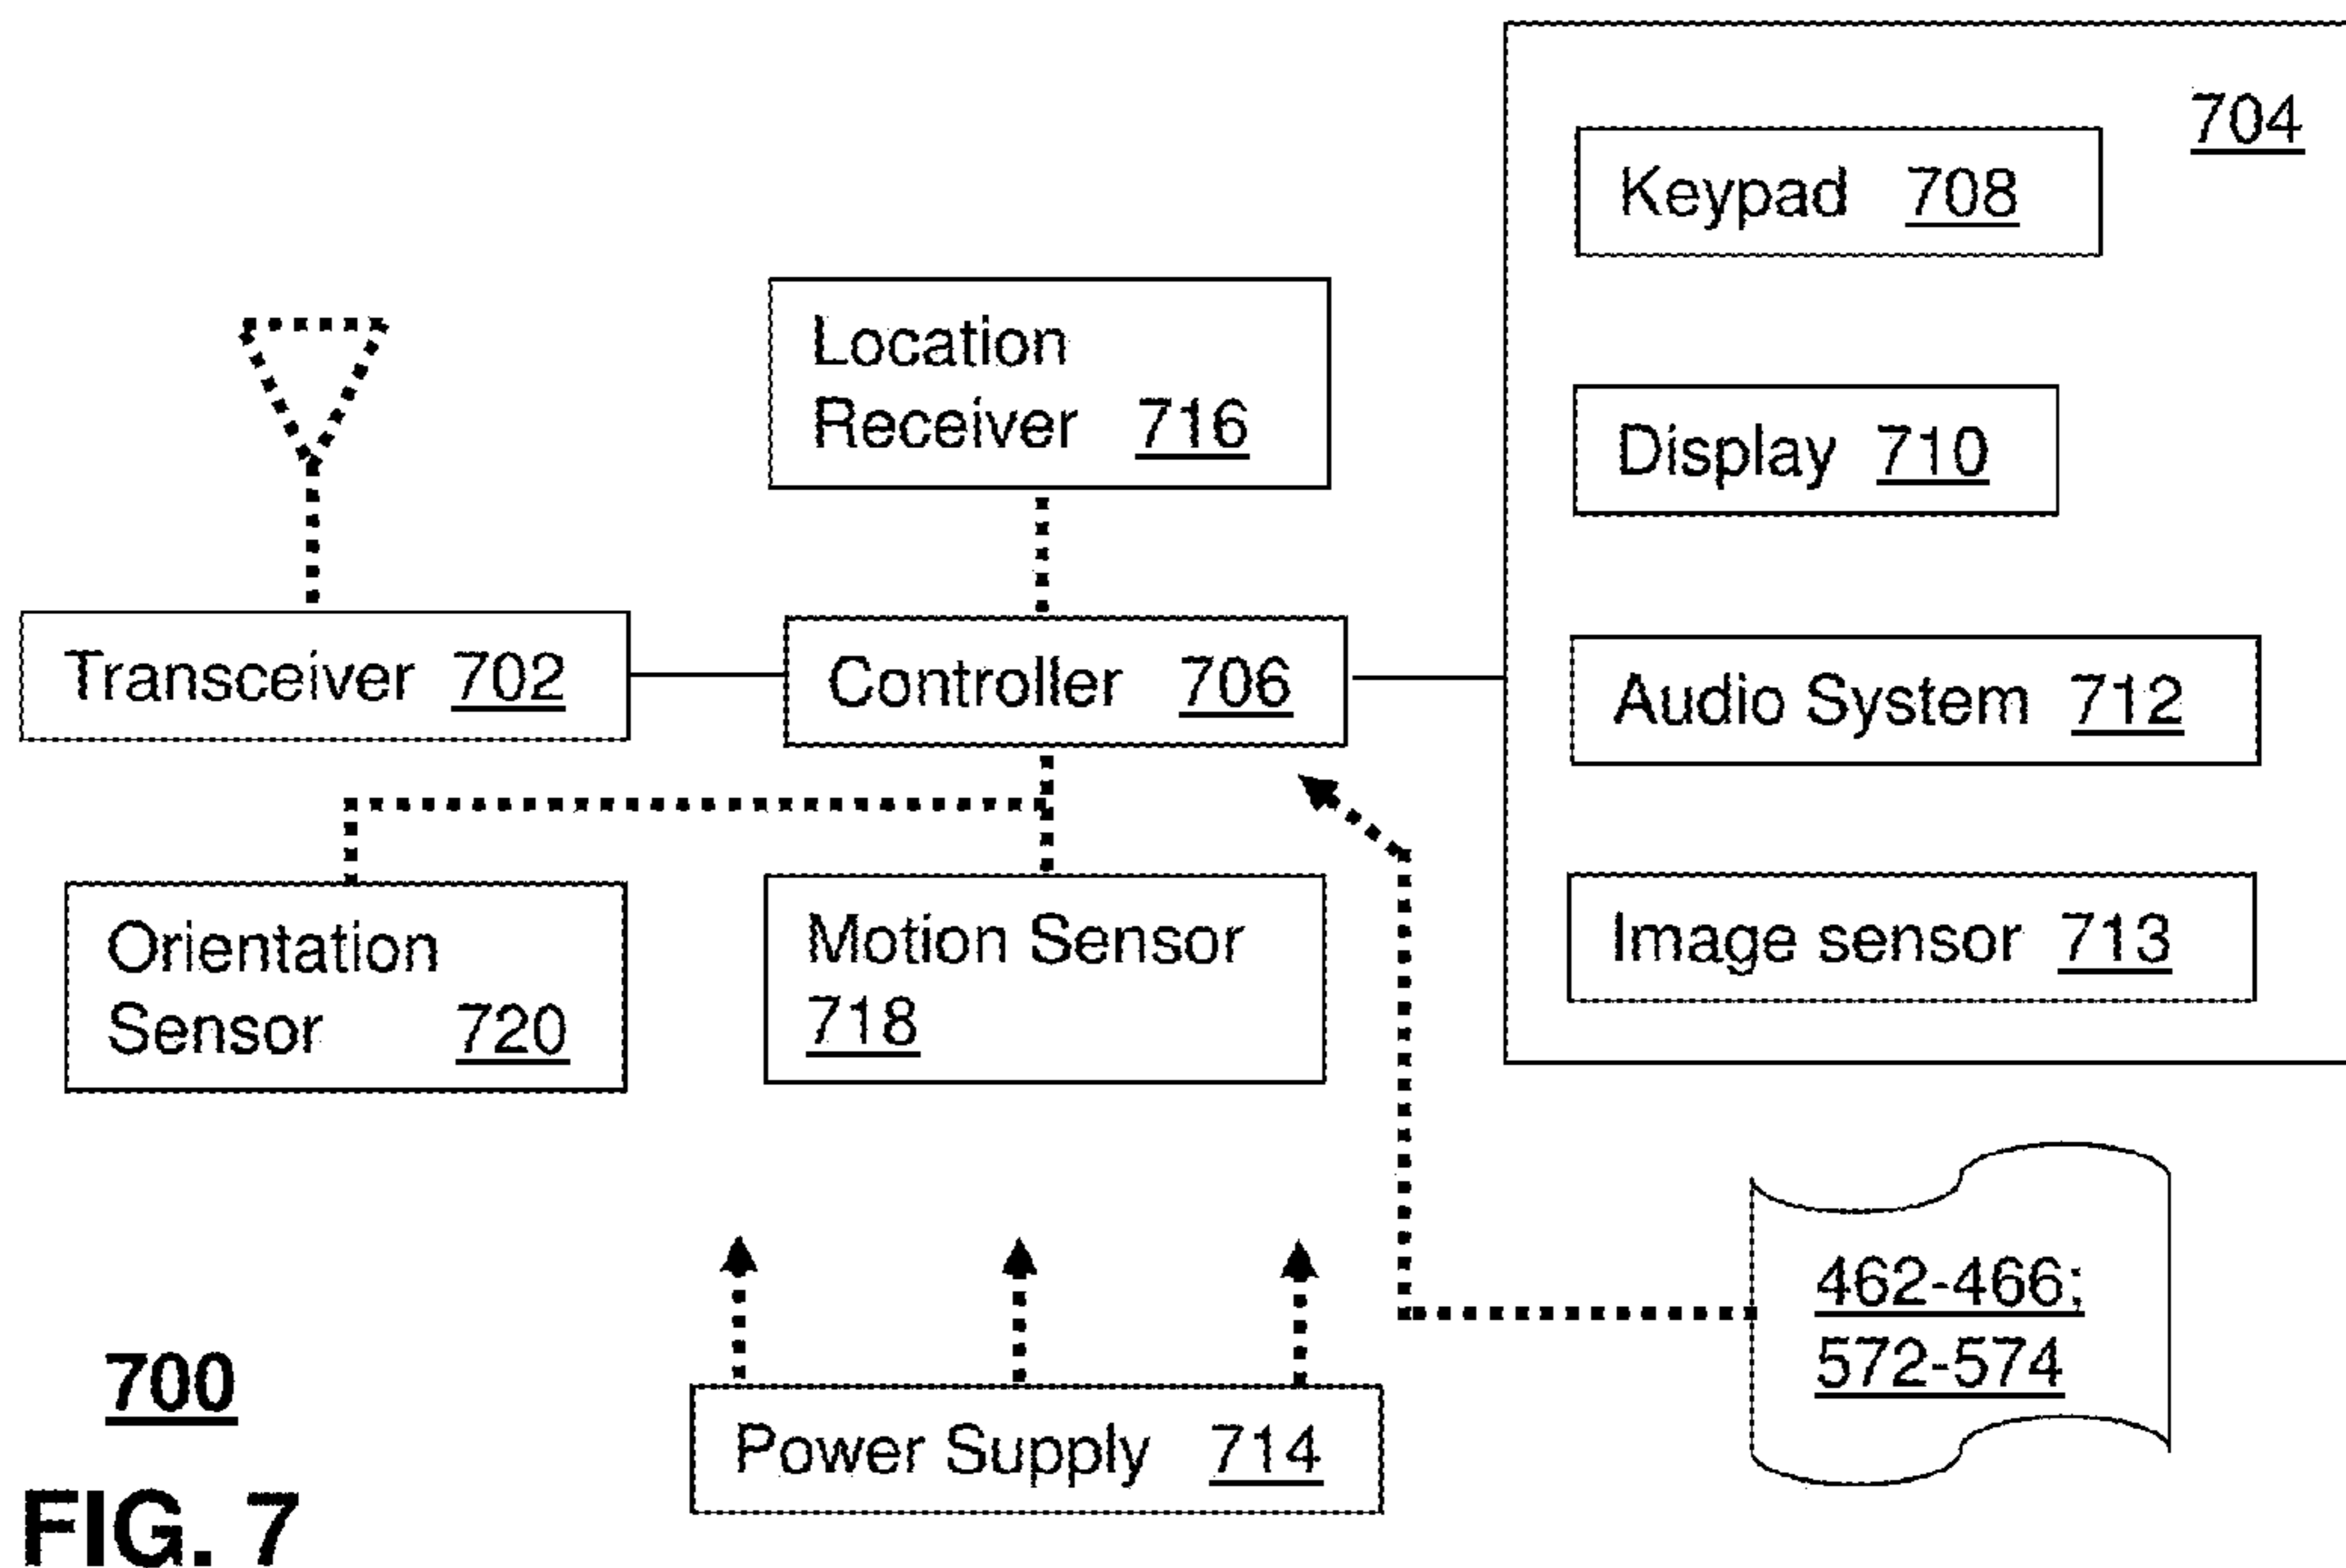 704
Keypad 708
Location
Receiver 716
Display 710
Transceiver 702
Controller 706
Audio System 712
Orientation
Sensor 720
Motion Sensor
718
Image sensor 713
462-466;
572-574
700
Power Supply 714
FIG. 7